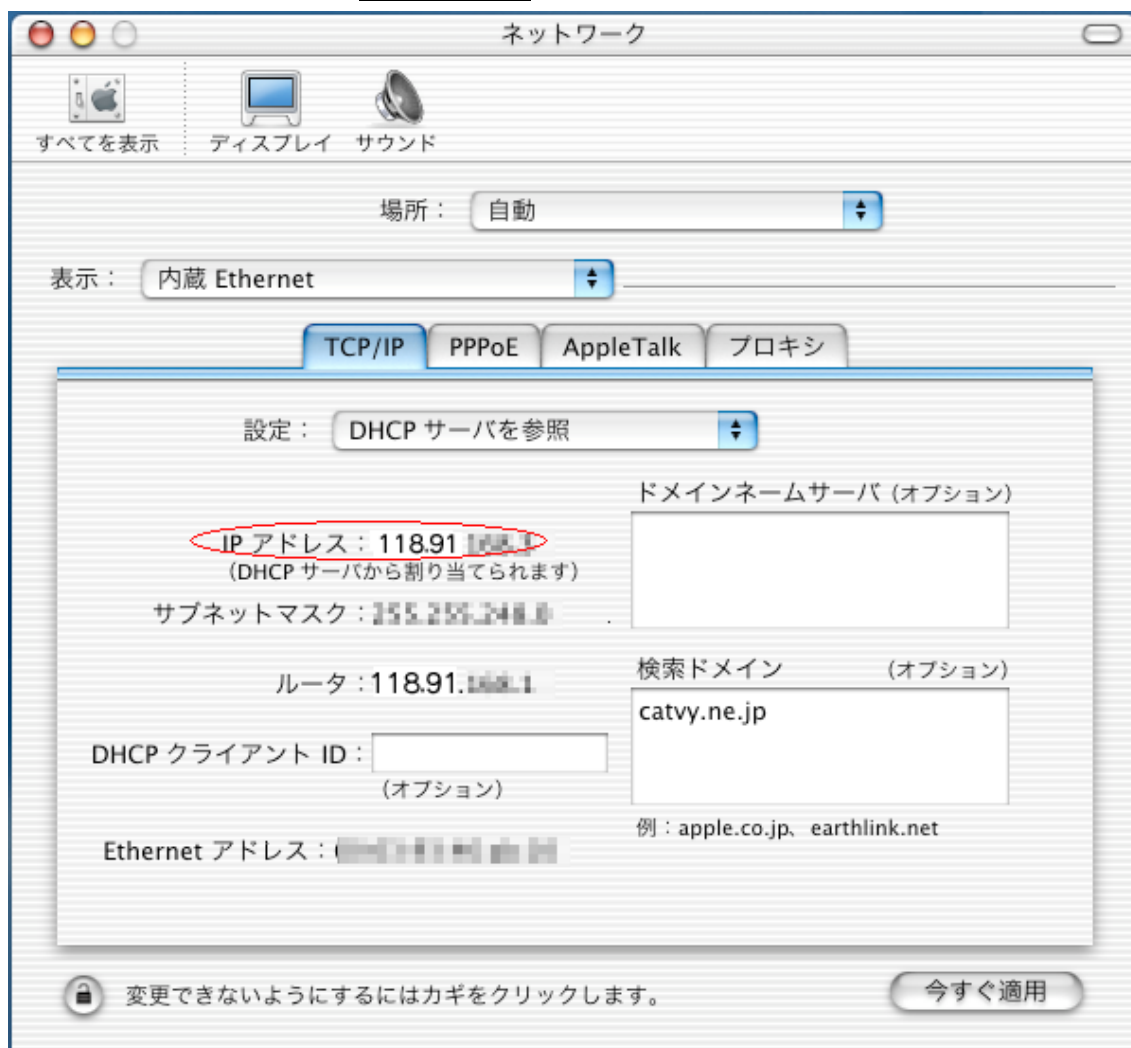 ネットワーク
すべてを表示 ディスプレイ サウンド
場所： 自動
表示： 内蔵 Ethernet
TCP/IP PPPoE AppleTalk プロキシ
設定： DHCP サーバを参照
IP アドレス：118.91
(DHCP サーバから割り当てられます)
サブネットマスク：
ルータ：118.91.
DHCP クライアント ID：
(オプション)
Ethernet アドレス：
ドメインネームサーバ (オプション)
検索ドメイン (オプション)
catvy.ne.jp
例：apple.co.jp、earthlink.net
変更できないようにするにはカギをクリックします。
今すぐ適用